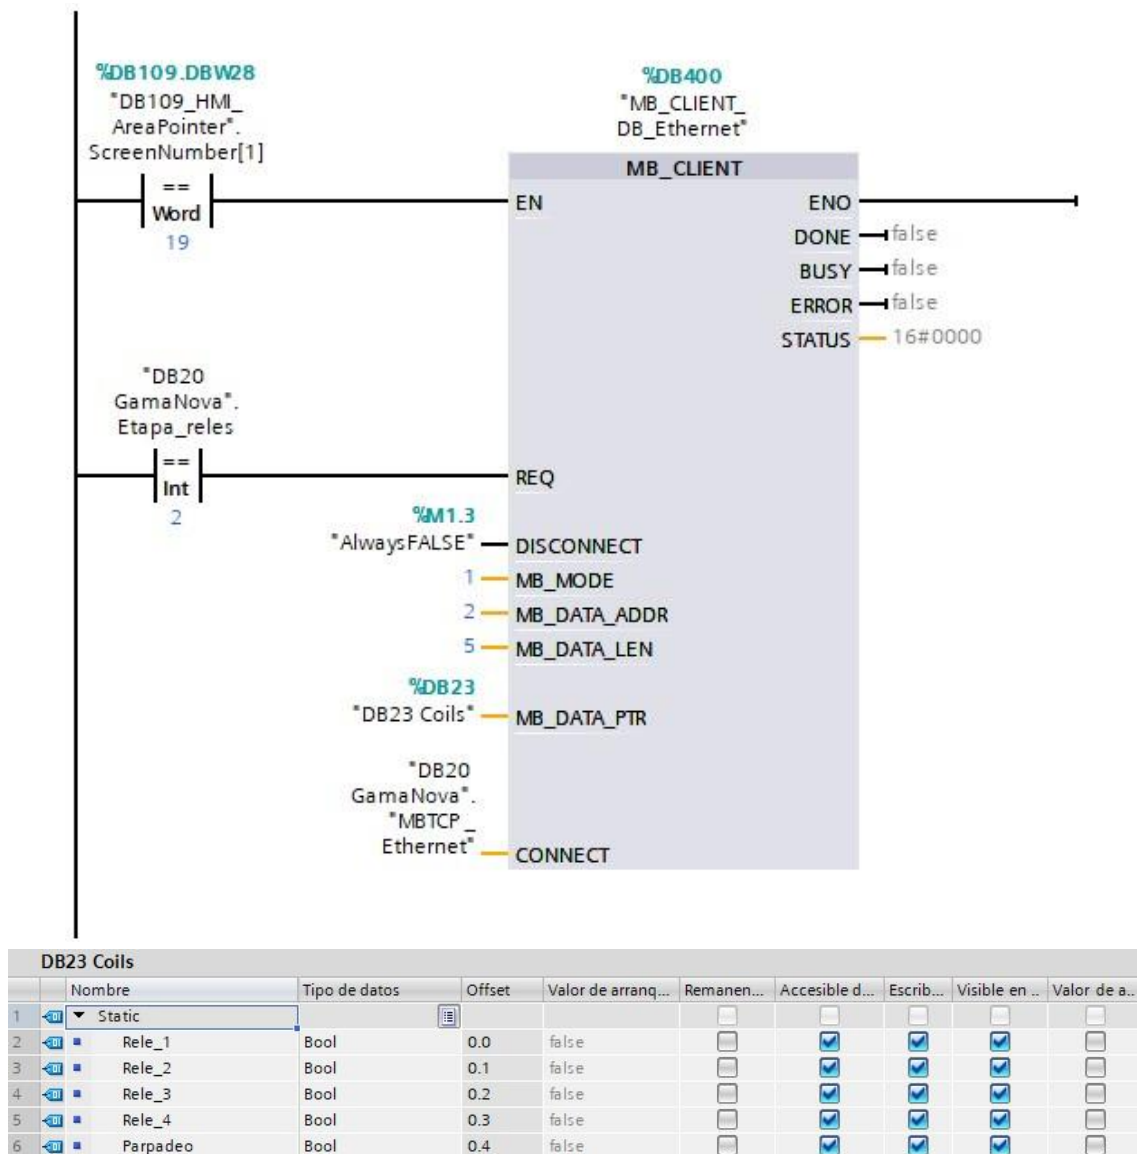 %DB109.DBW28
"DB109_HMI_
AreaPointer".
ScreenNumber[1]
==
Word
19
%DB400
"MB_CLIENT_
DB_Ethernet"
MB_CLIENT
EN
ENO
DONE
false
BUSY
false
ERROR
false
STATUS
16#0000
"DB20
GamaNova".
Etapa_reles
==
Int
2
REQ
%M1.3
"AlwaysFALSE"
DISCONNECT
1
MB_MODE
2
MB_DATA_ADDR
5
MB_DATA_LEN
%DB23
"DB23 Coils"
MB_DATA_PTR
"DB20
GamaNova".
"MBTCP_
Ethernet"
CONNECT
DB23 Coils
Nombre Tipo de datos Offset Valor de arranq... Remanen... Accesible d... Escrib... Visible en .. Valor de a..
1 Static
2 Rele_1 Bool 0.0 false
3 Rele_2 Bool 0.1 false
4 Rele_3 Bool 0.2 false
5 Rele_4 Bool 0.3 false
6 Parpadeo Bool 0.4 false